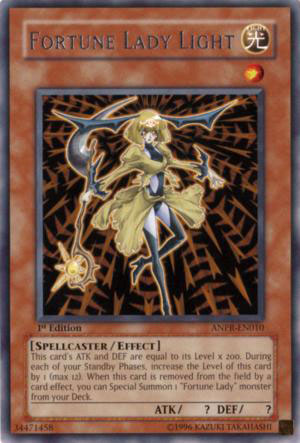 FORTUNE LADY LIGHT
LIGHT
光
1st Edition
ANPR-EN010
[SPELLCASTER / EFFECT]
This card's ATK and DEF are equal to its Level x 200. During
each of your Standby Phases, increase the Level of this card
by 1 (max 12). When this card is removed from the field by a
card effect, you can Special Summon 1 "Fortune Lady" monster
from your Deck.
ATK/ ? DEF/ ?
34471458
©1996 KAZUKI TAKAHASHI